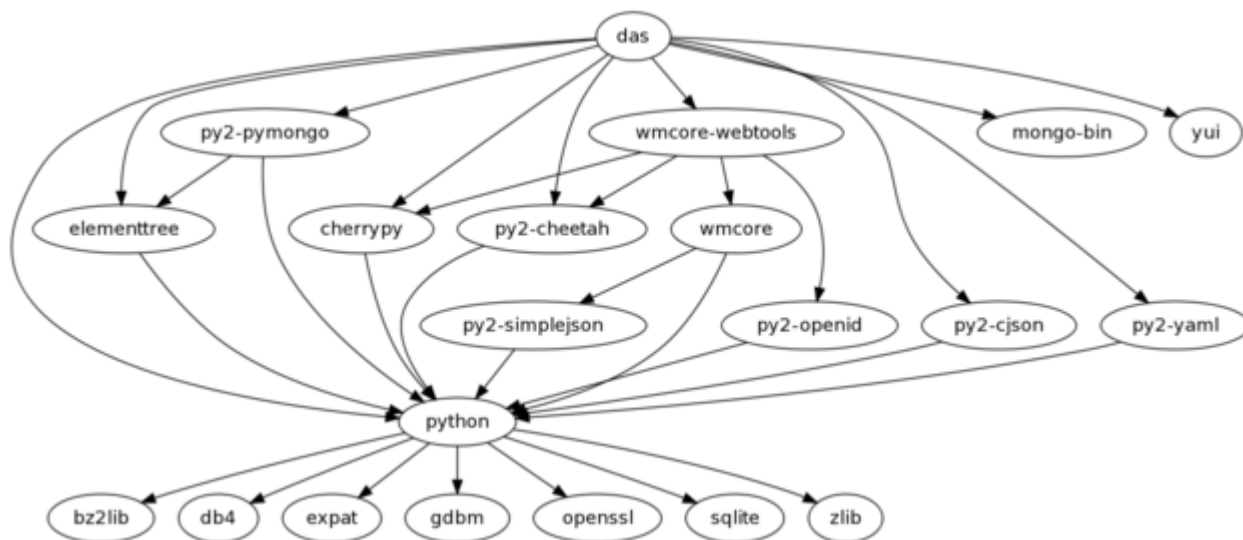 das
py2-pymongo
wmcore-webtools
mongo-bin
yui
elementtree
cherrypy
py2-cheetah
wmcore
py2-simplejson
py2-openid
py2-cjson
py2-yaml
python
bz2lib
db4
expat
gdbm
openssl
sqlite
zlib